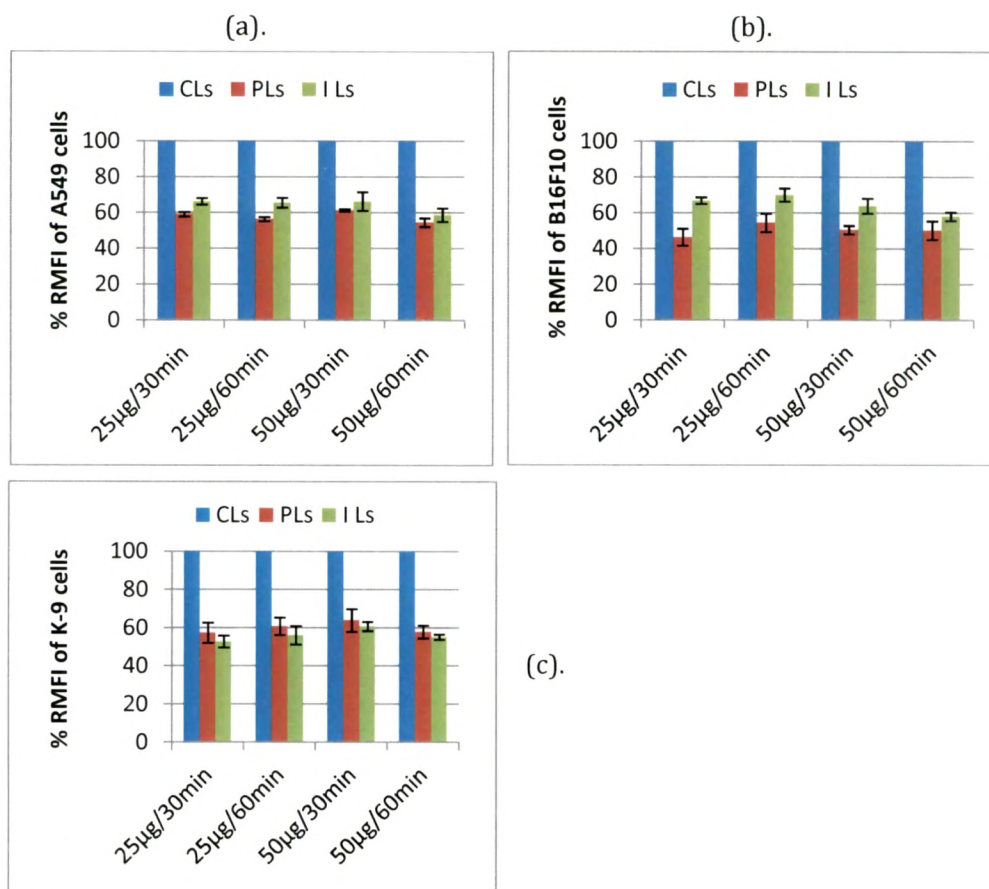 (a).
CLs PLs I Ls
% RMFI of A549 cells
100
80
60
40
20
0
25µg/30min
25µg/60min
50µg/30min
50µg/60min
(b).
CLs PLs I Ls
% RMFI of B16F10 cells
100
80
60
40
20
0
25µg/30min
25µg/60min
50µg/30min
50µg/60min
CLs PLs I Ls
% RMFI of K-9 cells
100
80
60
40
20
0
25µg/30min
25µg/60min
50µg/30min
50µg/60min
(c).